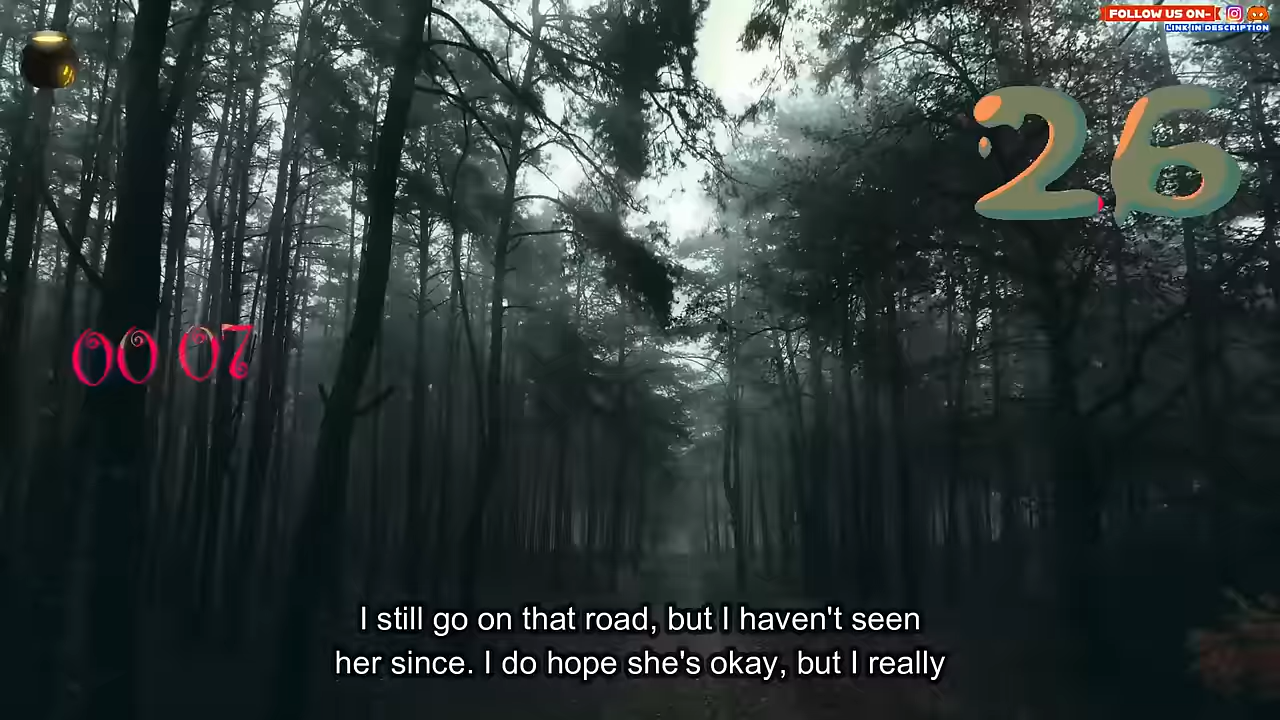 FOLLOW US ON-
LINK IN DESCRIPTION
26
00 07
I still go on that road, but I haven't seen
her since. I do hope she's okay, but I really